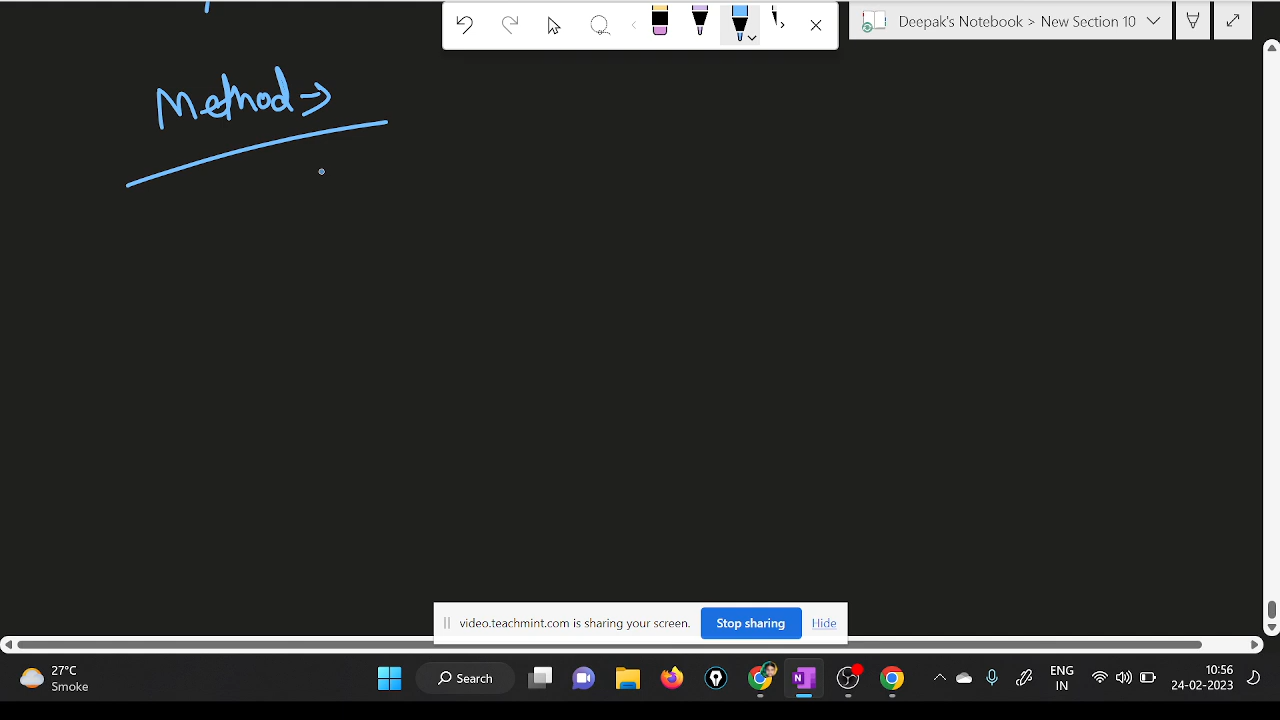 Deepak's Notebook > New Section 10
Method →
video.teachmint.com is sharing your screen.
Stop sharing
Hide
27°C
Smoke
Search
ENG
IN
10:56
24-02-2023